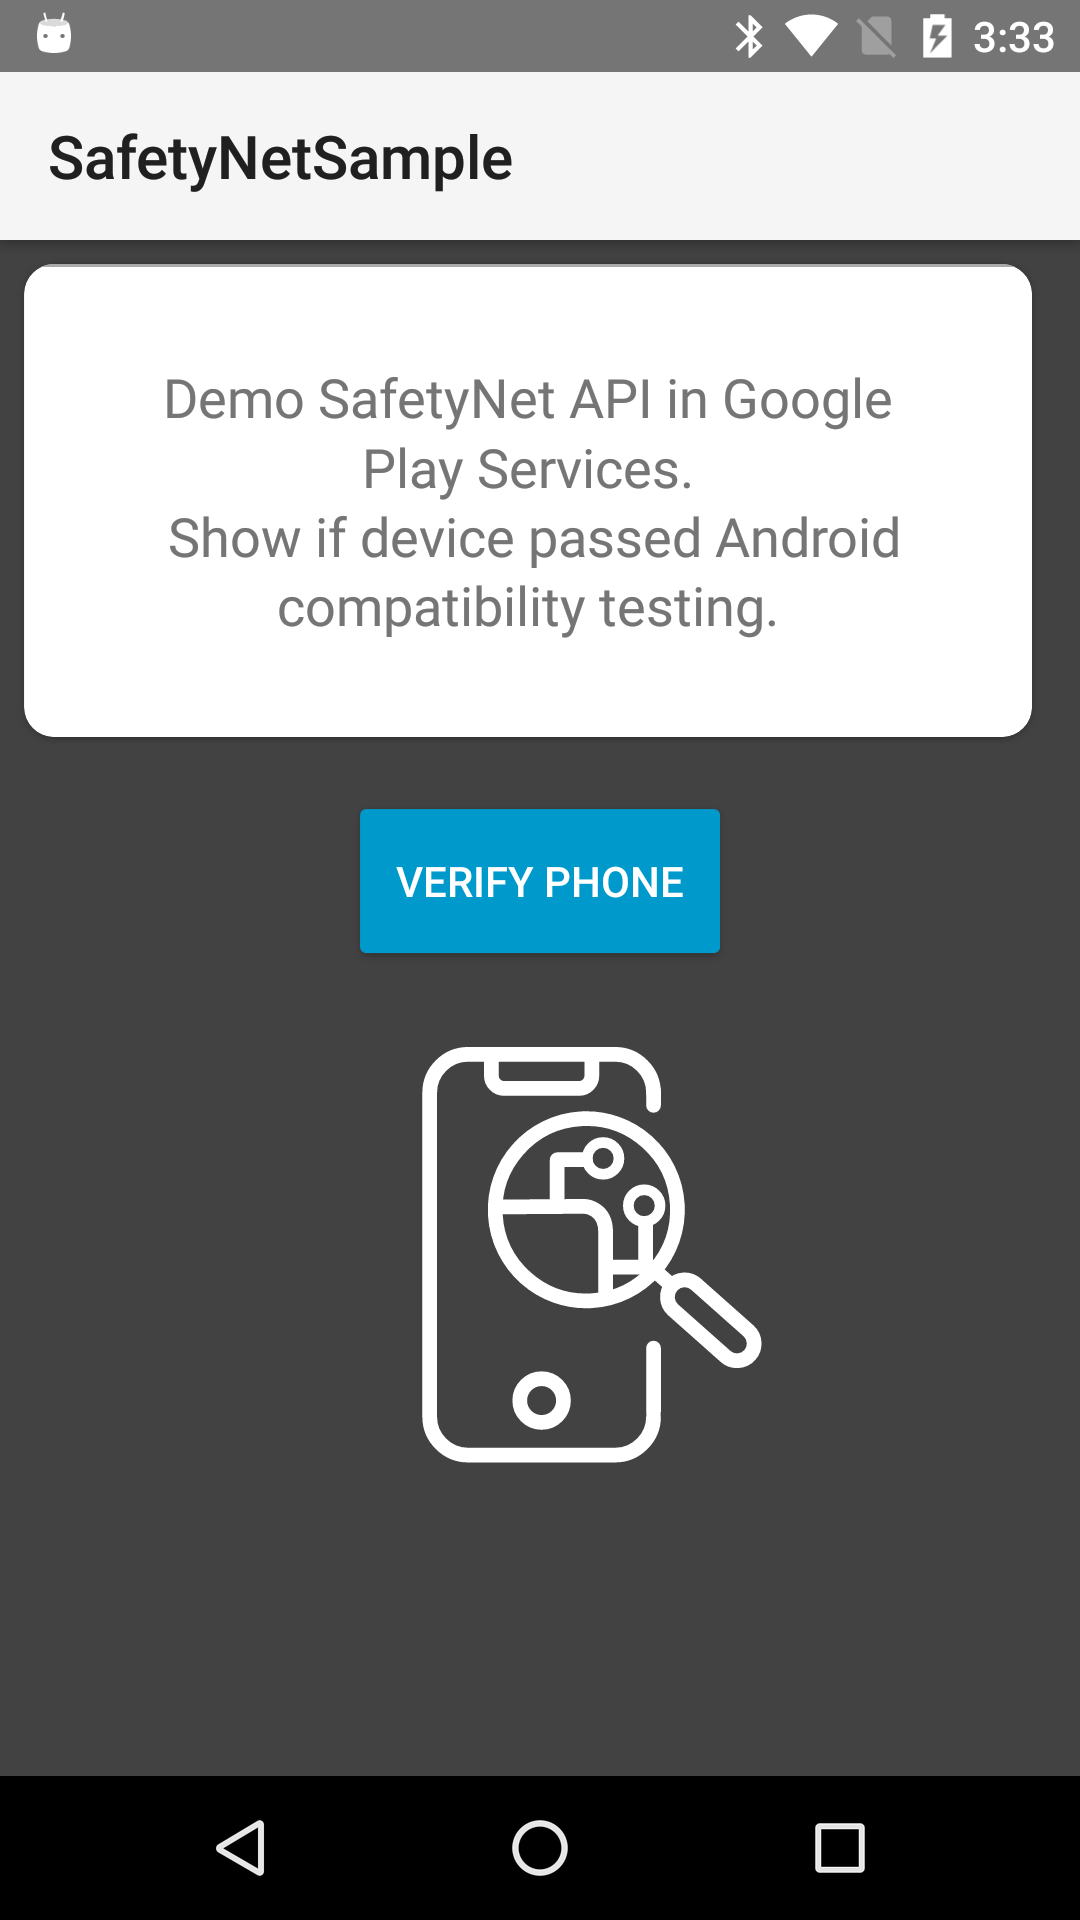 3:33
SafetyNetSample
Demo SafetyNet API in Google
Play Services.
Show if device passed Android
compatibility testing.
VERIFY PHONE